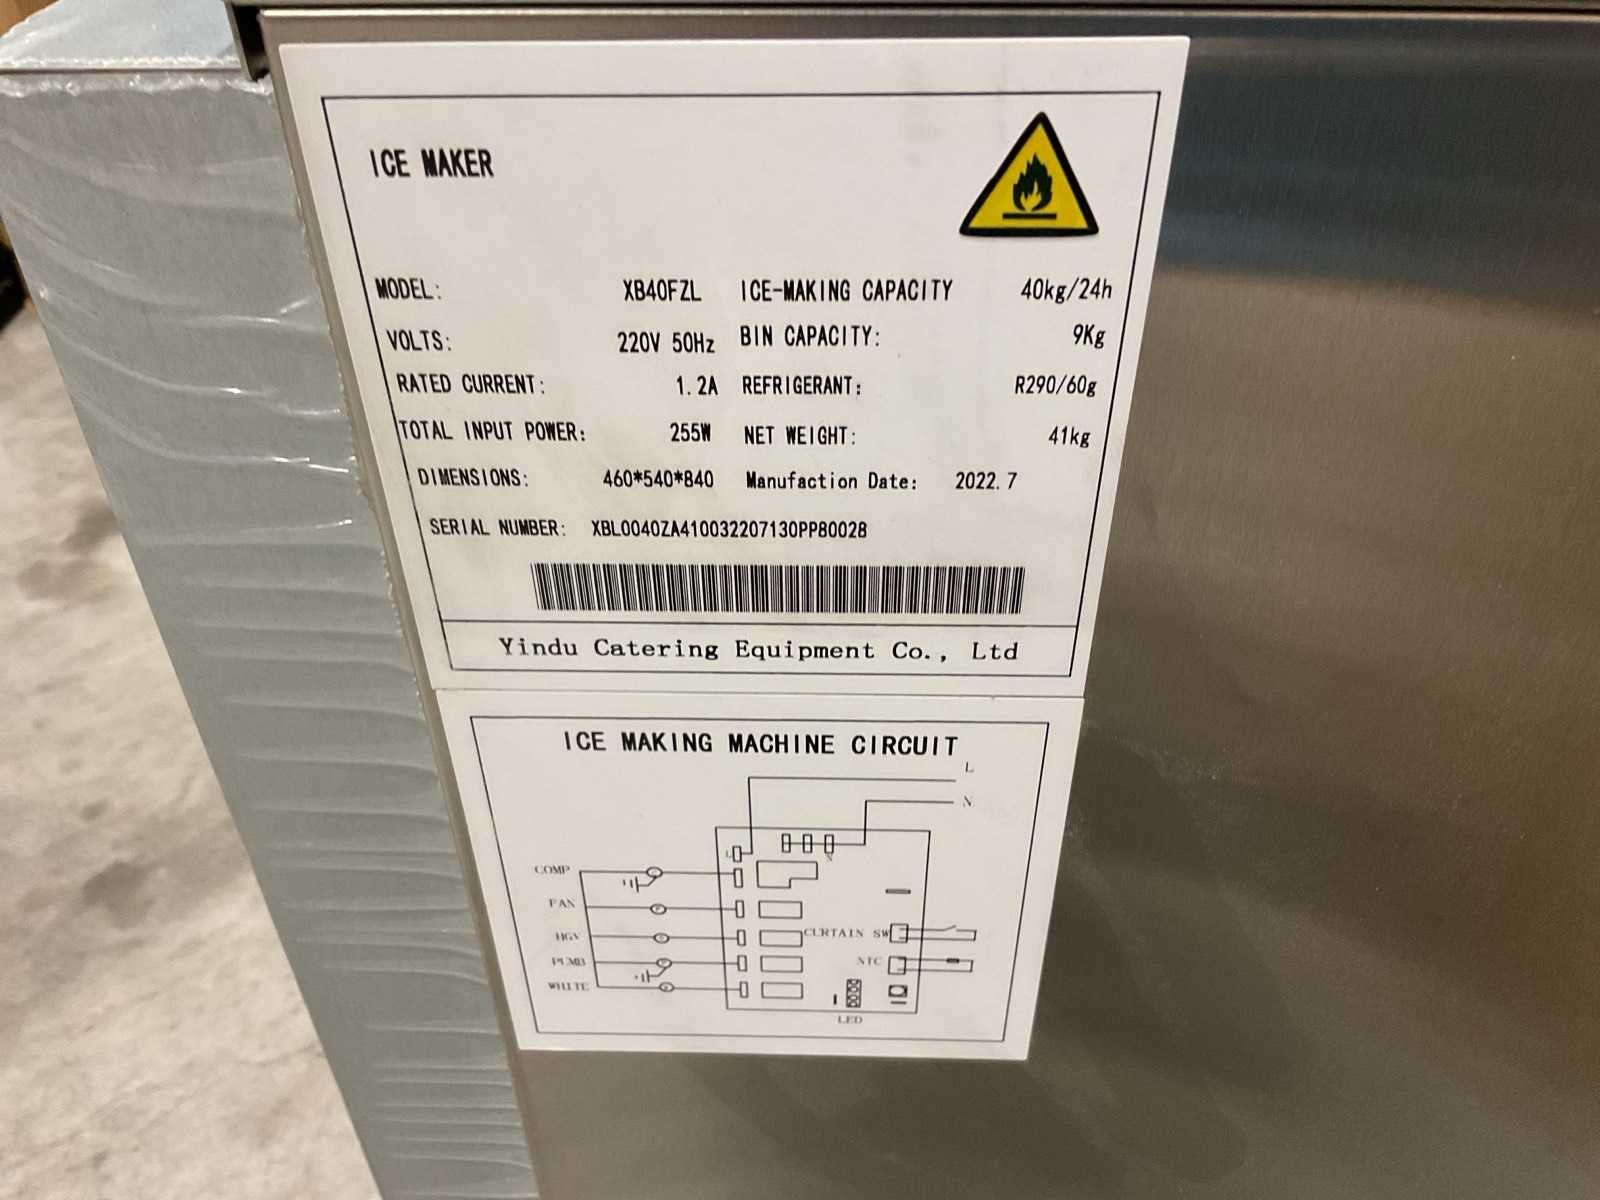 ICE MAKER
MODEL: XB40FZL ICE-MAKING CAPACITY 40kg/24h
VOLTS: 220V 50Hz BIN CAPACITY: 9Kg
RATED CURRENT: 1.2A REFRIGERANT: R290/60g
TOTAL INPUT POWER: 255W NET WEIGHT: 41kg
DIMENSIONS: 460*540*840 Manufaction Date: 2022.7
SERIAL NUMBER: XBL0040ZA410032207130PP80028
Yindu Catering Equipment Co., Ltd
ICE MAKING MACHINE CIRCUIT
L
N
L
N
COMP
FAN
HGV
CLRTAIN SW
PUMB
NTC
WHITE
LED